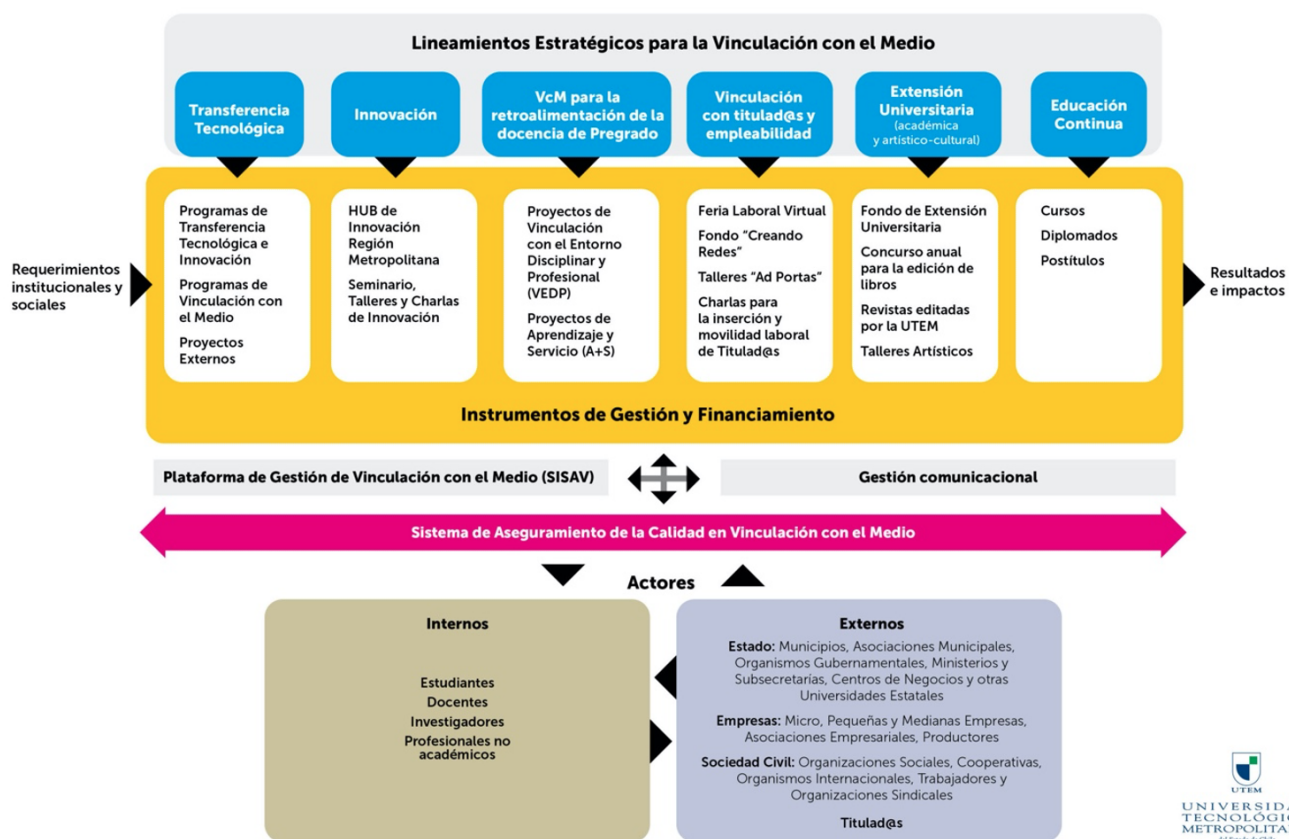 Lineamientos Estratégicos para la Vinculación con el Medio
Transferencia
Tecnológica
Innovación
VcM para la
retroalimentación de la
docencia de Pregrado
Vinculación
con titulad@s y
empleabilidad
Extensión
Universitaria
(académica
y artístico-cultural)
Educación
Continua
Requerimientos
institucionales y
sociales
Programas de
Transferencia
Tecnológica e
Innovación
Programas de
Vinculación con
el Medio
Proyectos
Externos
HUB de
Innovación
Región
Metropolitana
Seminario,
Talleres y Charlas
de Innovación
Proyectos de
Vinculación
con el Entorno
Disciplinar y
Profesional
(VEDP)
Proyectos de
Aprendizaje y
Servicio (A+S)
Feria Laboral Virtual
Fondo “Creando
Redes”
Talleres “Ad Portas”
Charlas para
la inserción y
movilidad laboral
de Titulad@s
Fondo de Extensión
Universitaria
Concurso anual
para la edición de
libros
Revistas editadas
por la UTEM
Talleres Artísticos
Cursos
Diplomados
Postítulos
Resultados
e impactos
Instrumentos de Gestión y Financiamiento
Plataforma de Gestión de Vinculación con el Medio (SISAV)
Gestión comunicacional
Sistema de Aseguramiento de la Calidad en Vinculación con el Medio
Actores
Internos
Estudiantes
Docentes
Investigadores
Profesionales no
académicos
Externos
Estado: Municipios, Asociaciones Municipales,
Organismos Gubernamentales, Ministerios y
Subsecretarías, Centros de Negocios y otras
Universidades Estatales
Empresas: Micro, Pequeñas y Medianas Empresas,
Asociaciones Empresariales, Productores
Sociedad Civil: Organizaciones Sociales, Cooperativas,
Organismos Internacionales, Trabajadores y
Organizaciones Sindicales
Titulad@s
UTEM
UNIVERSIDA
TECNOLÓGIC
METROPOLITAN